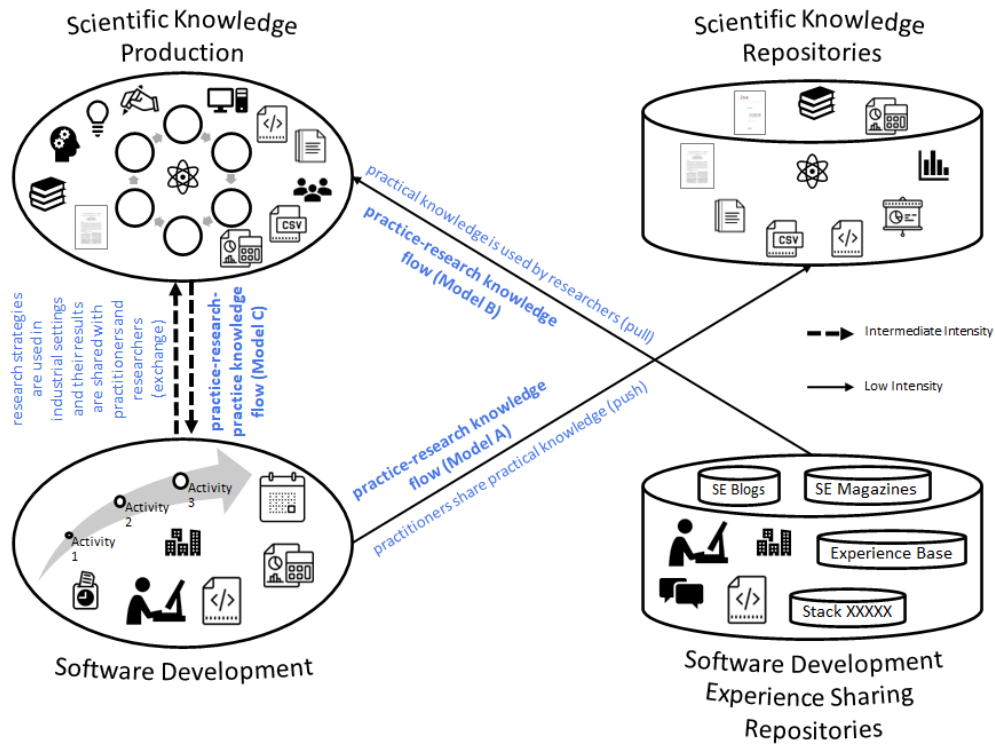 Scientific Knowledge
Production
Scientific Knowledge
Repositories
</>
CSV
CSV
</>
practical knowledge is used by researchers (pull)
practice-research knowledge
flow (Model B)
research strategies
are used in
industrial settings
and their results
are shared with
practitioners and
researchers
(exchange)
practice-research-
practice knowledge
flow (Model C)
Intermediate Intensity
Low Intensity
practice-research knowledge
flow (Model A)
practitioners share practical knowledge (push)
Activity
3
Activity
2
Activity
1
</>
SE Blogs
SE Magazines
Experience Base
Stack XXXXX
</>
Software Development
Software Development
Experience Sharing
Repositories